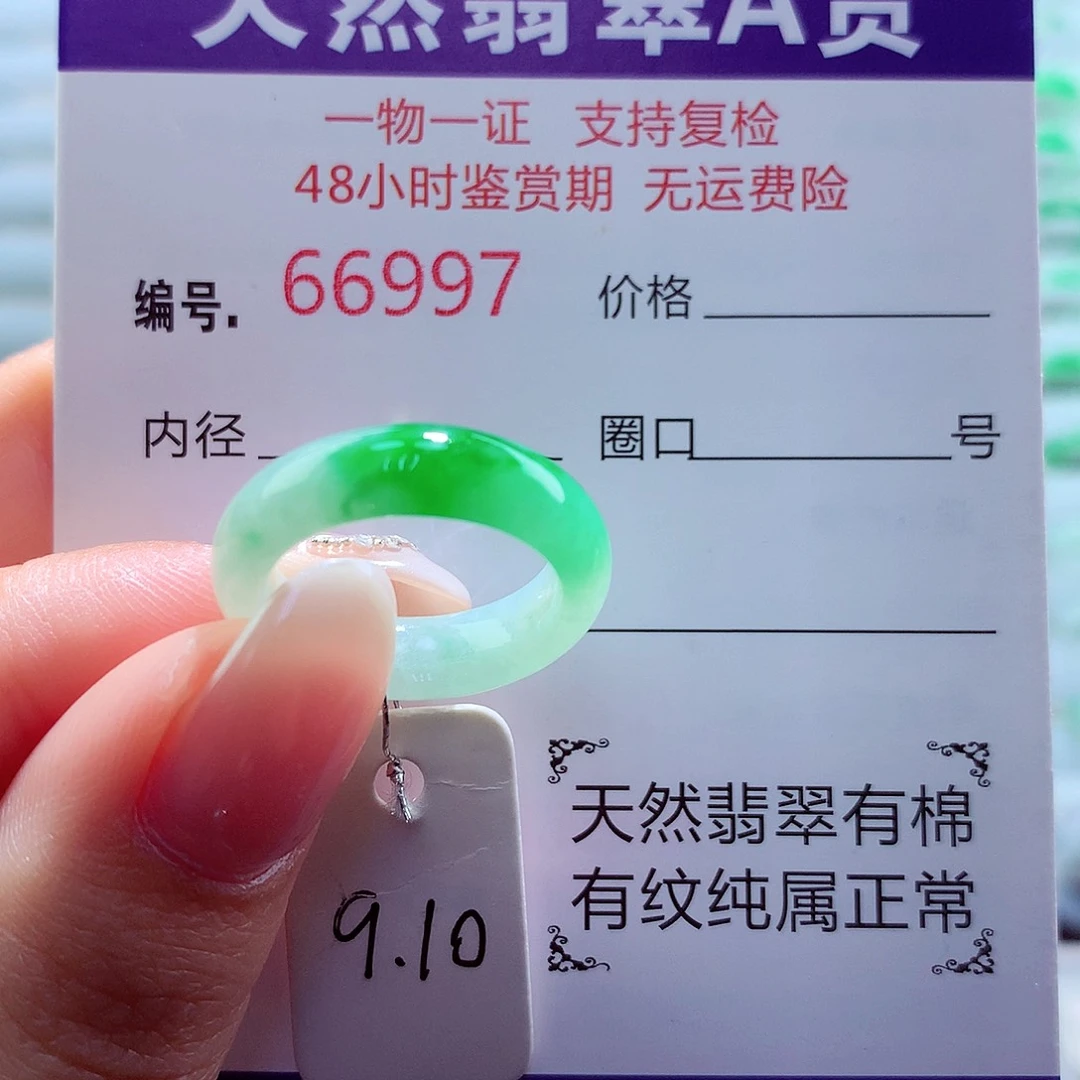 天然翡翠A货
一物一证 支持复检
48小时鉴赏期 无运费险
编号. 66997 价格
内径 圈口 号
天然翡翠有棉
有纹纯属正常
9.10